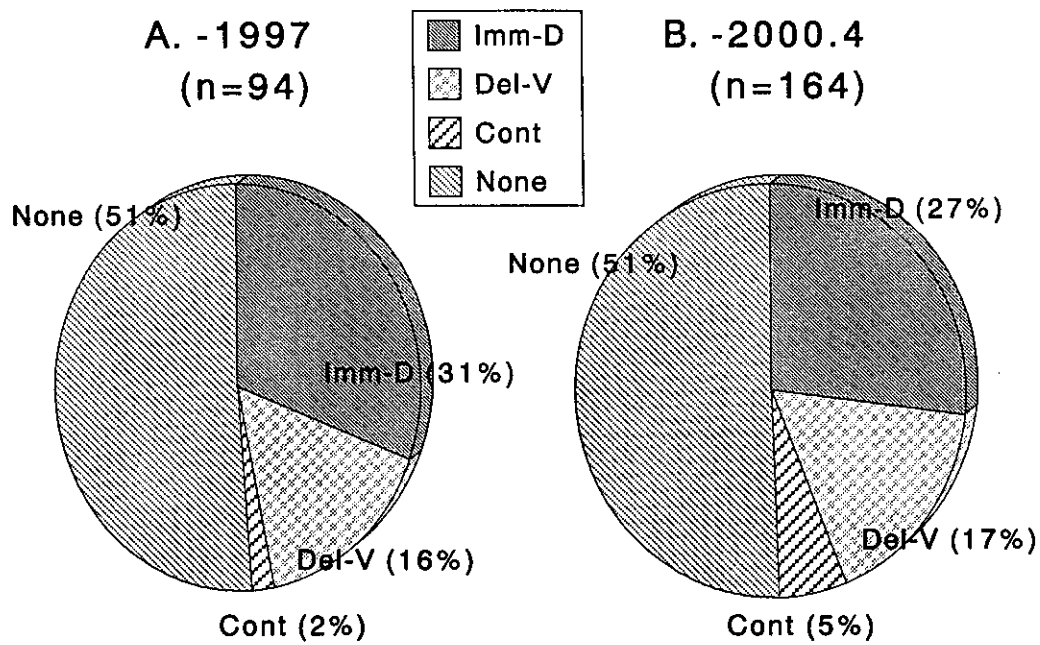 A. -1997
(n=94)
Imm-D
Del-V
Cont
None
B. -2000.4
(n=164)
None (51%)
Imm-D (31%)
Del-V (16%)
Cont (2%)
Imm-D (27%)
None (51%)
Del-V (17%)
Cont (5%)